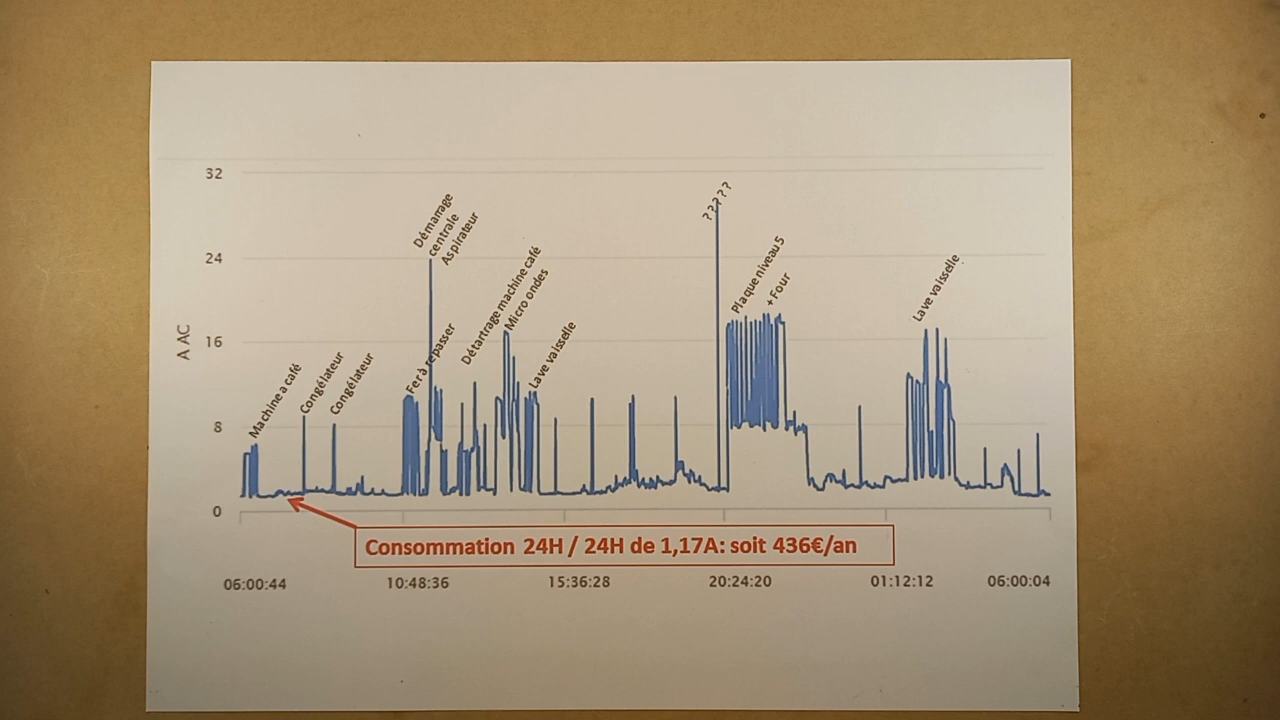 32
24
16
8
0
A AC
Machine a café
Congélateur
Congélateur
Fer à repasser
Démarrage
centrale
Aspirateur
Détartrage machine café
Micro ondes
Lave vaisselle
?????
Plaque niveau 5
+ Four
Lave vaisselle
Consommation 24H / 24H de 1,17A: soit 436€/an
06:00:44
10:48:36
15:36:28
20:24:20
01:12:12
06:00:04